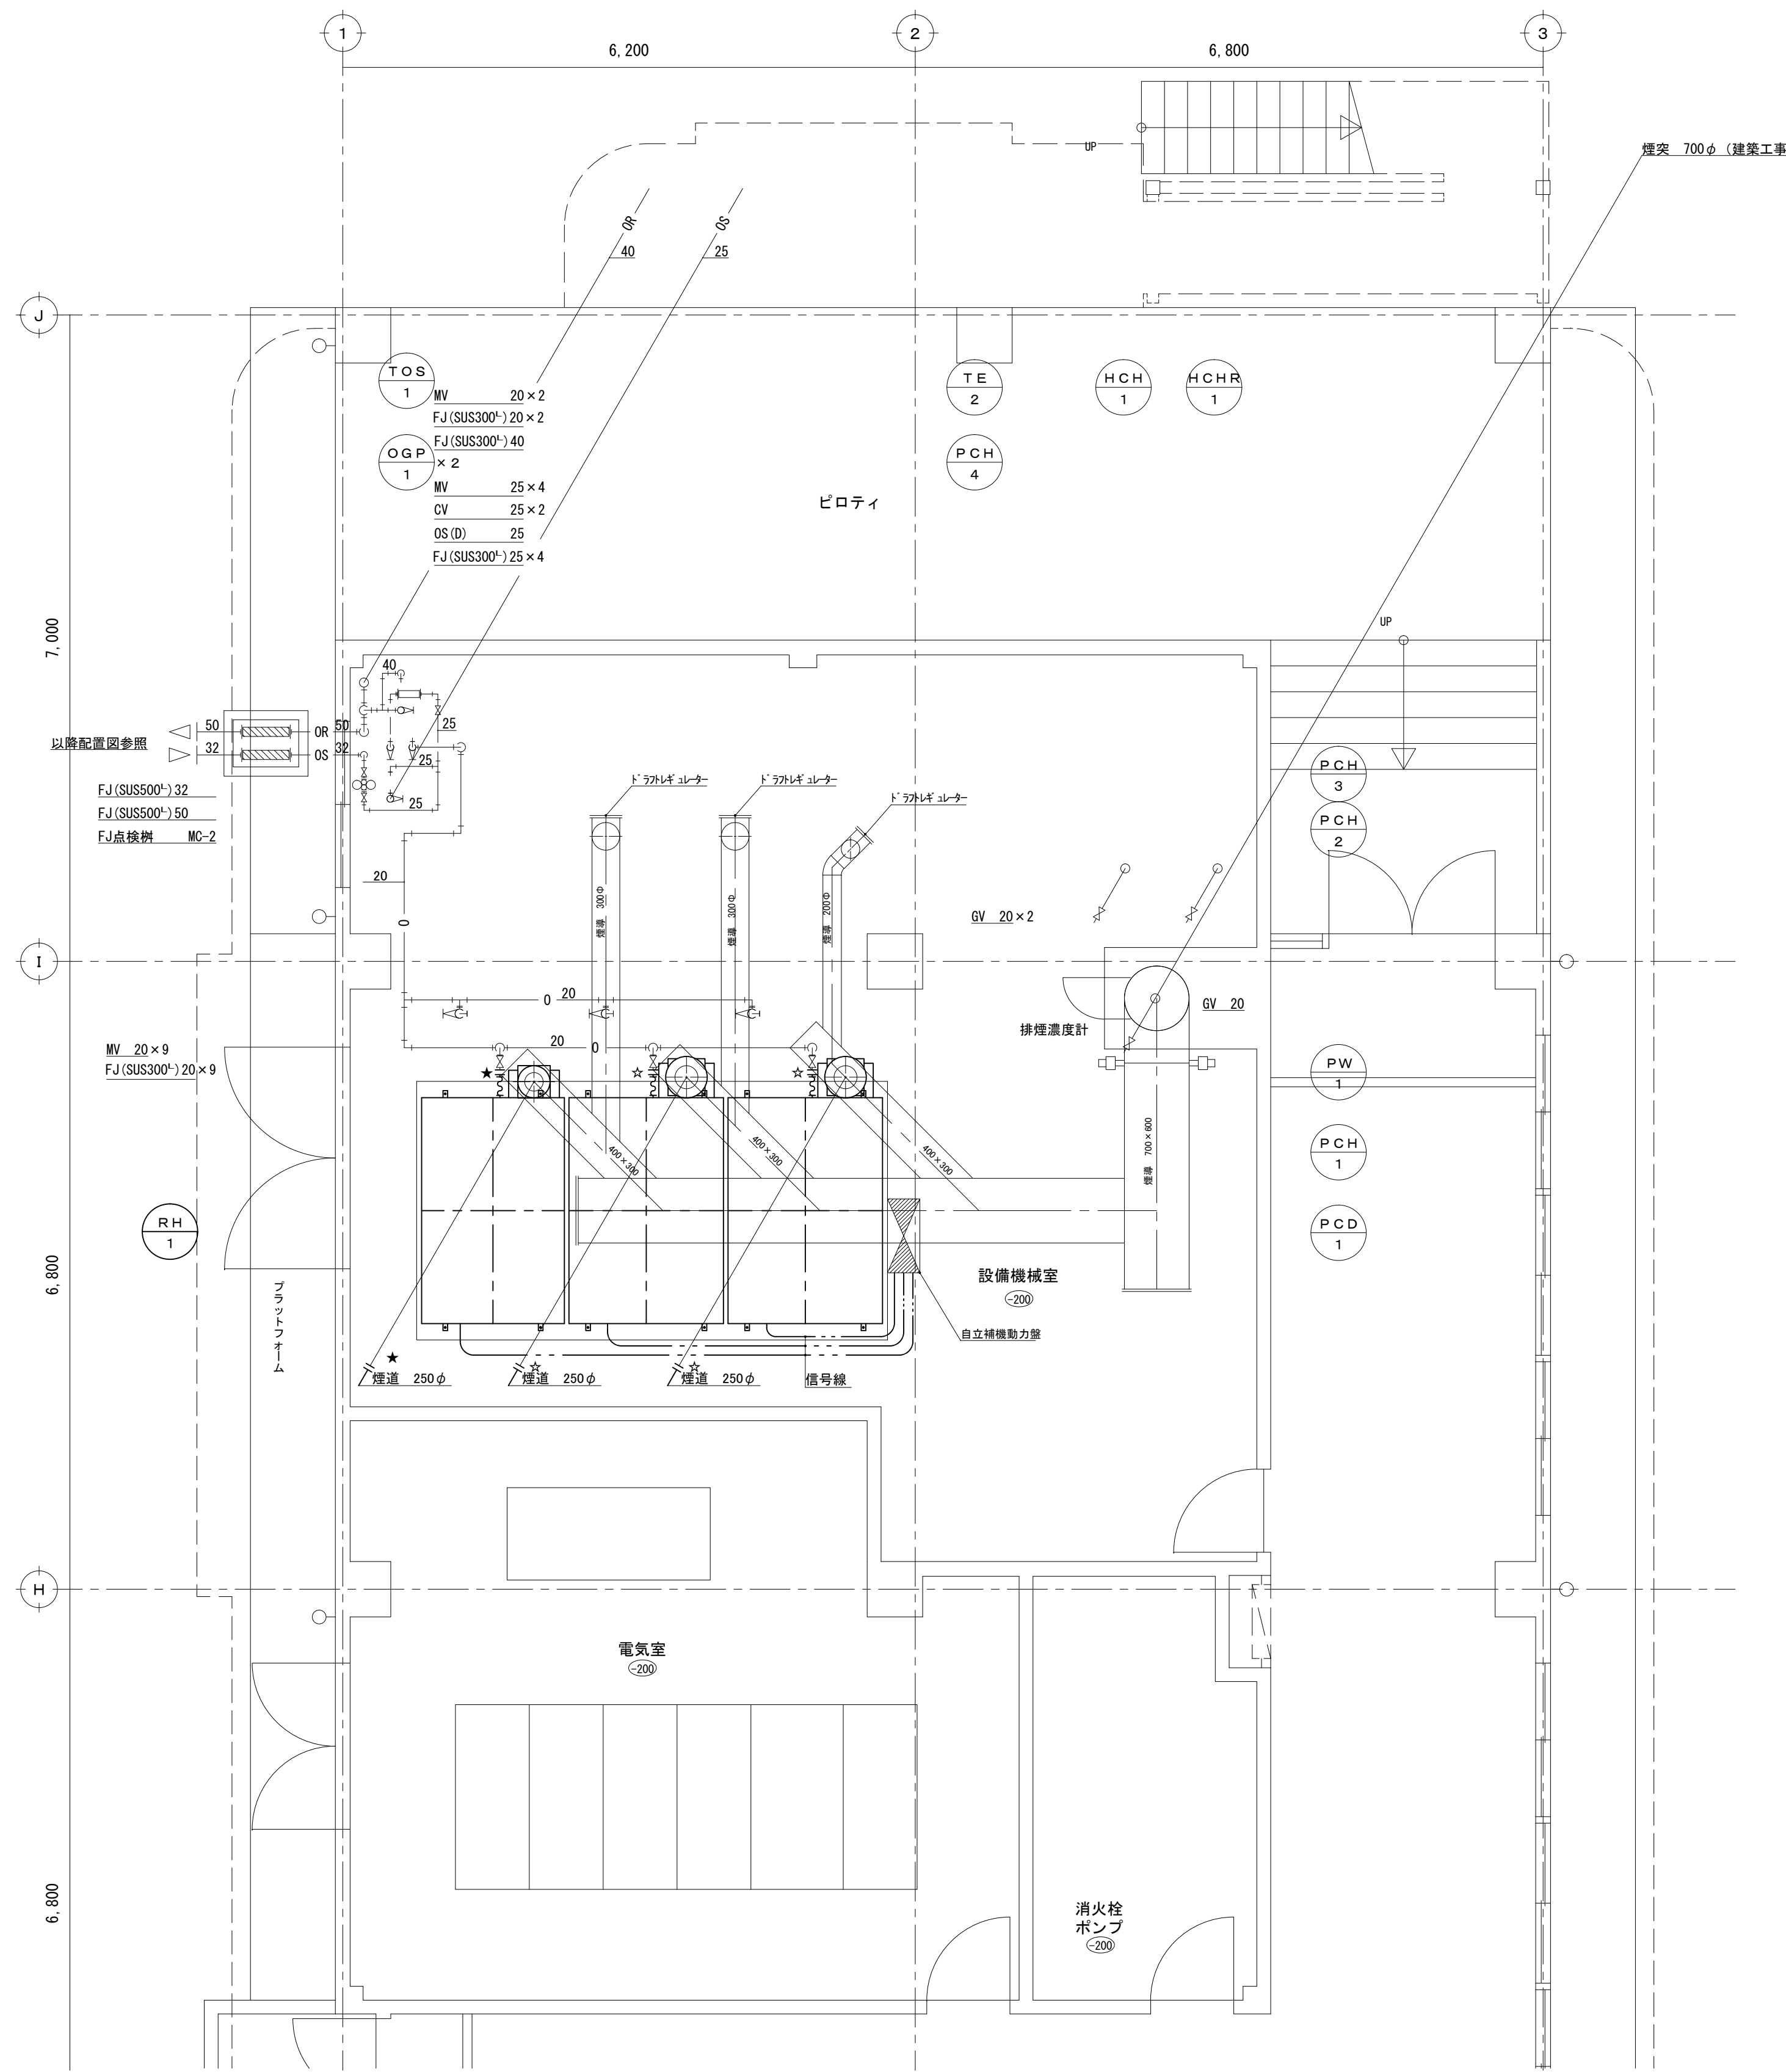 1
2
3
6,200
6,800
UP
煙突　700φ（建築工事
OR
OS
40
25
J
TOS
1
MV　20×2
FJ(SUS300ᴸ)20×2
FJ(SUS300ᴸ)40
OGP
1
×2
MV　25×4
CV　25×2
OS(D)　25
FJ(SUS300ᴸ)25×4
TE
2
HCH
1
HCHR
1
PCH
4
ピロティ
7,000
UP
40
25
25
25
50
OR
50
32
OS
32
以降配置図参照
FJ(SUS500ᴸ)32
FJ(SUS500ᴸ)50
FJ点検桝　MC-2
ドラフトレギュレーター
ドラフトレギュレーター
ドラフトレギュレーター
PCH
3
PCH
2
20
O
煙導　300Φ
煙導　300Φ
煙導　200Φ
GV　20×2
I
O
20
GV　20
排煙濃度計
20
O
MV　20×9
FJ(SUS300ᴸ)20×9
★
☆
☆
PW
1
400×300
400×300
400×300
煙導　700×600
PCH
1
RH
1
PCD
1
6,800
プラットフォーム
設備機械室
-200
自立補機動力盤
★
煙道　250φ
☆
煙道　250φ
☆
煙道　250φ
信号線
H
電気室
-200
6,800
消火栓
ポンプ
-200